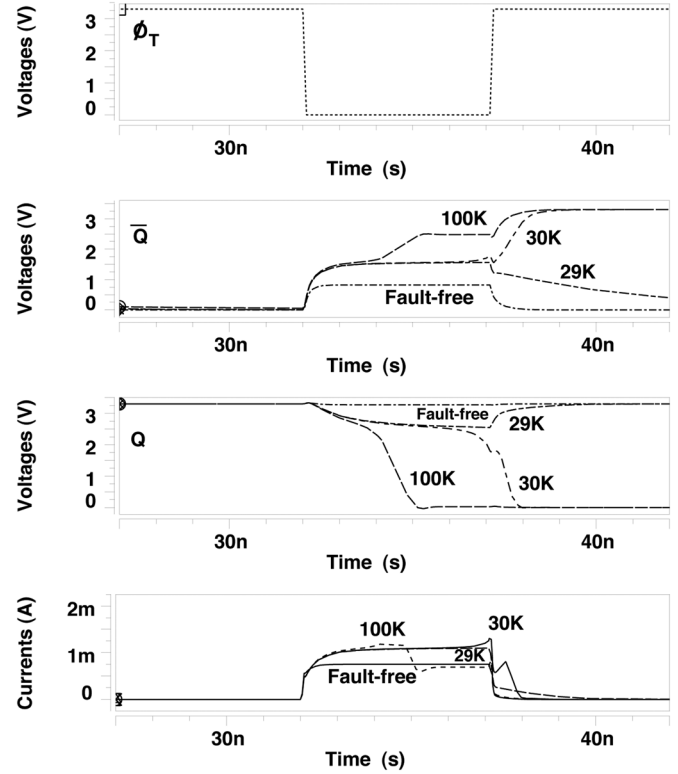 Voltages (V)
3
2
1
0
ϕT
30n
40n
Time (s)
Voltages (V)
3
2
1
0
Q̅
100K
30K
29K
Fault-free
30n
40n
Time (s)
Voltages (V)
3
2
1
0
Q
Fault-free
29K
100K
30K
30n
40n
Time (s)
Currents (A)
2m
1m
0
100K
30K
29K
Fault-free
30n
40n
Time (s)